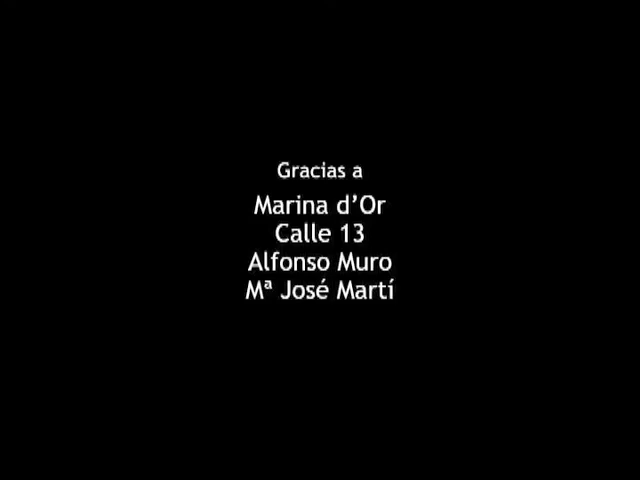 Gracias a
Marina d’Or
Calle 13
Alfonso Muro
Mª José Martí